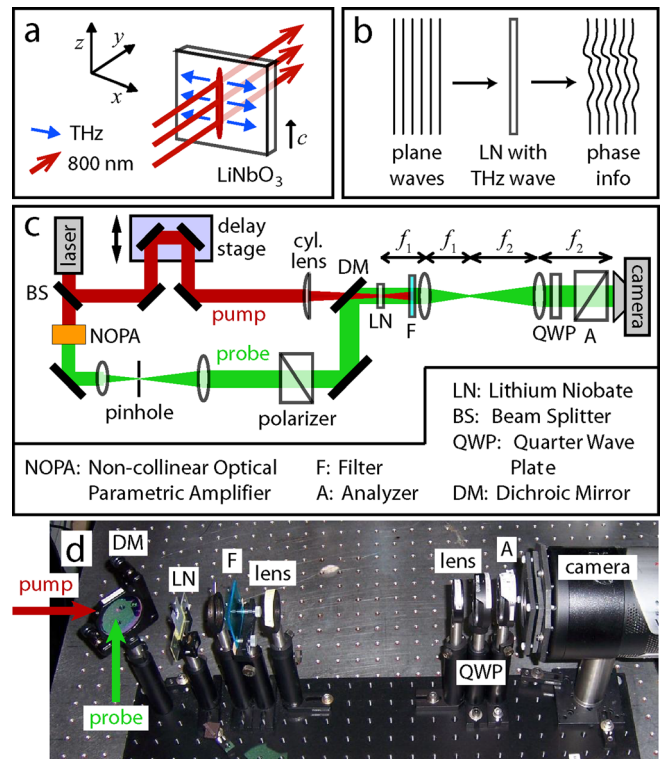 a
z
y
x
THz
800 nm
c
LiNbO3
b
plane
waves
LN with
THz wave
phase
info
c
laser
delay
stage
cyl.
lens
DM
f1
f1
f2
f2
BS
pump
LN
F
QWP
A
camera
NOPA
probe
pinhole
polarizer
LN: Lithium Niobate
BS: Beam Splitter
QWP: Quarter Wave
Plate
DM: Dichroic Mirror
NOPA: Non-collinear Optical
Parametric Amplifier
F: Filter
A: Analyzer
d
DM
LN
F
lens
lens
A
camera
pump
QWP
probe